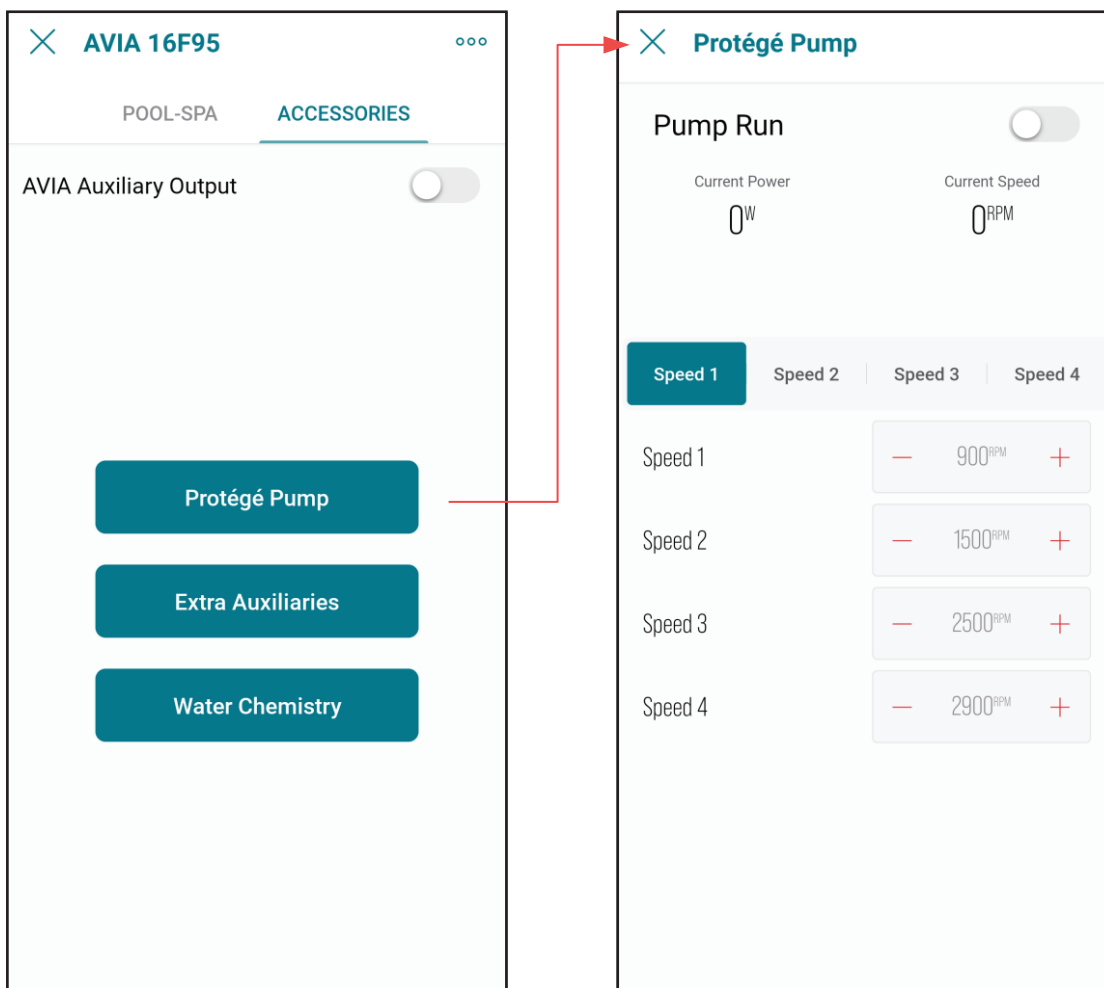 AVIA 16F95
POOL-SPA ACCESSORIES
AVIA Auxiliary Output
Protégé Pump
Extra Auxiliaries
Water Chemistry
Protégé Pump
Pump Run
Current Power Current Speed
0W 0RPM
Speed 1 Speed 2 Speed 3 Speed 4
Speed 1 — 900RPM +
Speed 2 — 1500RPM +
Speed 3 — 2500RPM +
Speed 4 — 2900RPM +